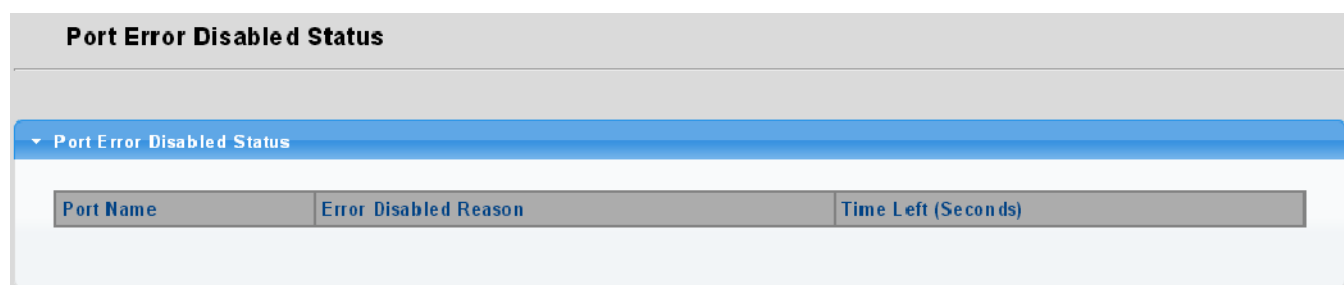 Port Error Disabled Status
Port Error Disabled Status
Port Name Error Disabled Reason Time Left (Seconds)